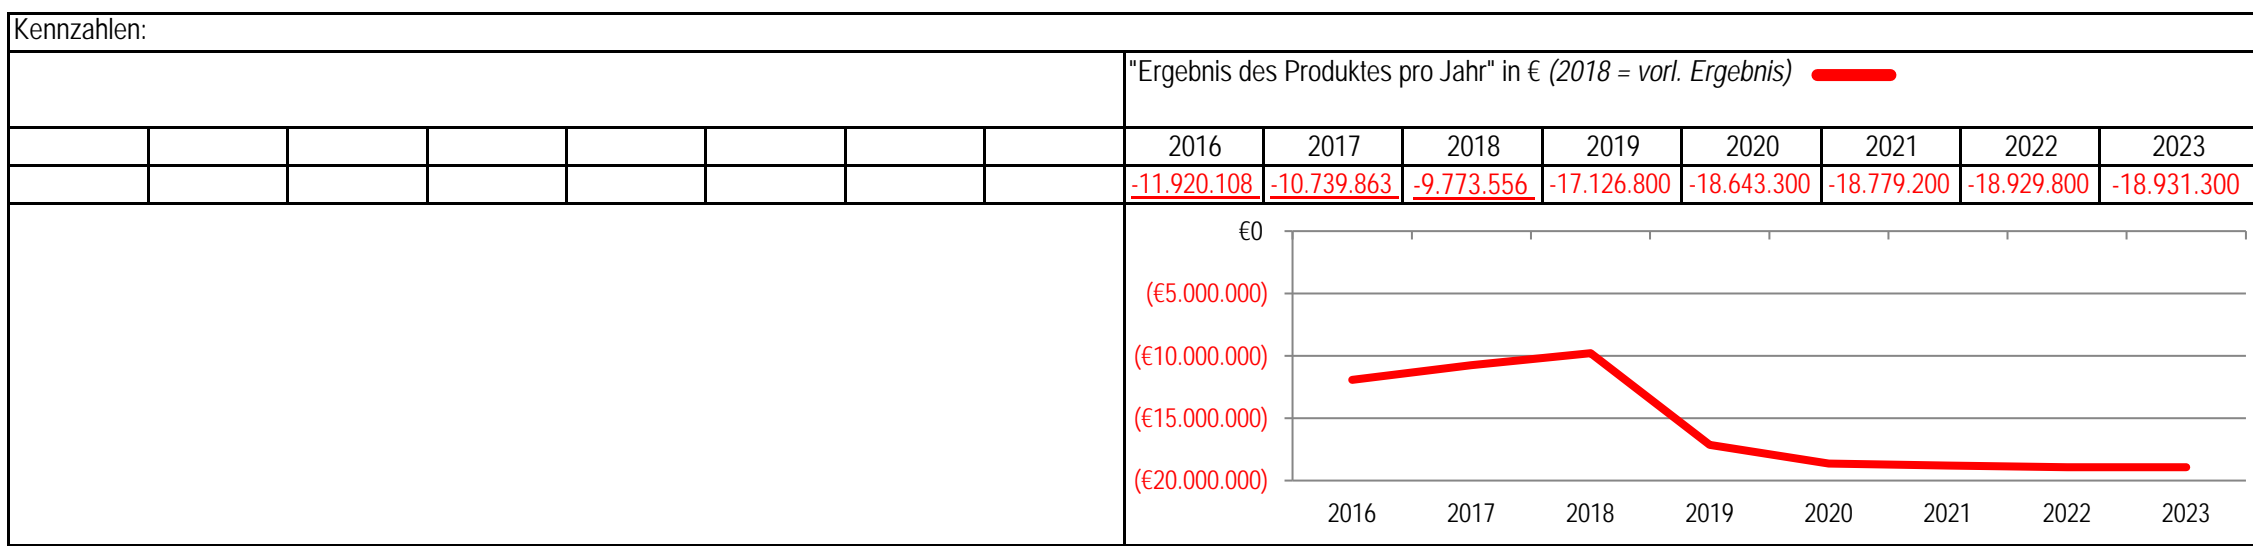 Kennzahlen:
"Ergebnis des Produktes pro Jahr" in € (2018 = vorl. Ergebnis)
2016 2017 2018 2019 2020 2021 2022 2023
-11.920.108 -10.739.863 -9.773.556 -17.126.800 -18.643.300 -18.779.200 -18.929.800 -18.931.300
€0
(€5.000.000)
(€10.000.000)
(€15.000.000)
(€20.000.000)
2016 2017 2018 2019 2020 2021 2022 2023